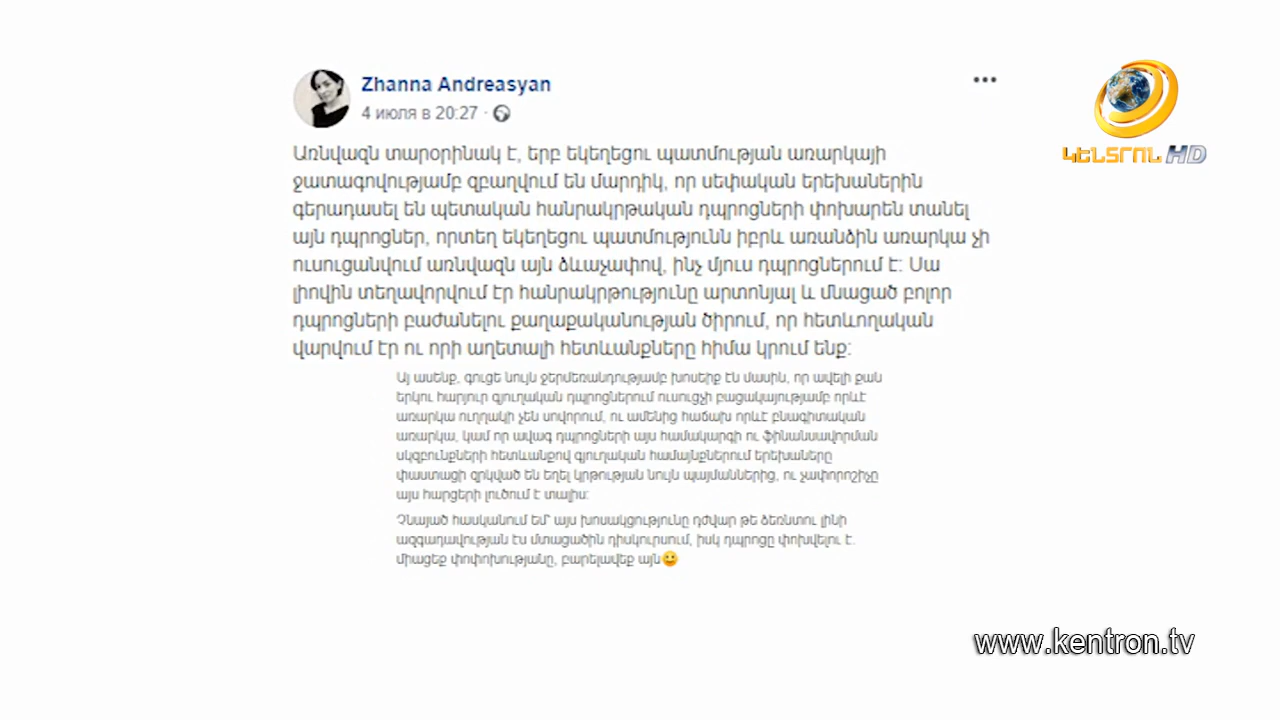 Zhanna Andreasyan
4 июля в 20:27 ·
Առնվազն տարօրինակ է, երբ եկեղեցու պատմության առարկայի
ջատագովությամբ զբաղվում են մարդիկ, որ սեփական երեխաներին
գերադասել են պետական հանրակրթական դպրոցների փոխարեն տանել
այն դպրոցներ, որտեղ եկեղեցու պատմությունն իբրև առանձին առարկա չի
ուսուցանվում առնվազն այն ձևաչափով, ինչ մյուս դպրոցներում է: Սա
լիովին տեղավորվում էր հանրակրթությունը արտոնյալ և մնացած բոլոր
դպրոցների բաժանելու քաղաքականության ծիրում, որ հետևողական
վարվում էր ու որի աղետալի հետևանքները հիմա կրում ենք:
Այ ասենք, գուցե նույն ջերմեռանդությամբ խոսեիք էն մասին, որ ավելի քան
երկու հարյուր գյուղական դպրոցներում ուսուցչի բացակայությամբ որևէ
առարկա ուղղակի չեն սովորում, ու ամենից հաճախ որևէ բնագիտական
առարկա, կամ որ ավագ դպրոցների այս համակարգի ու ֆինանսավորման
սկզբունքների հետևանքով գյուղական համայնքներում երեխաները
փաստացի զրկված են եղել կրթության նույն պայմաններից, ու չափորոշիչը
այս հարցերի լուծում է տալիս:
Չնայած հասկանում եմ՝ այս խոսակցությունը դժվար թե ձեռնտու լինի
ազգադավության էս մտացածին դիսկուրսում, իսկ դպրոցը փոխվելու է.
միացեք փոփոխությանը, բարելավեք այն😀
ԿԵՆՏՐՈՆ HD
www.kentron.tv